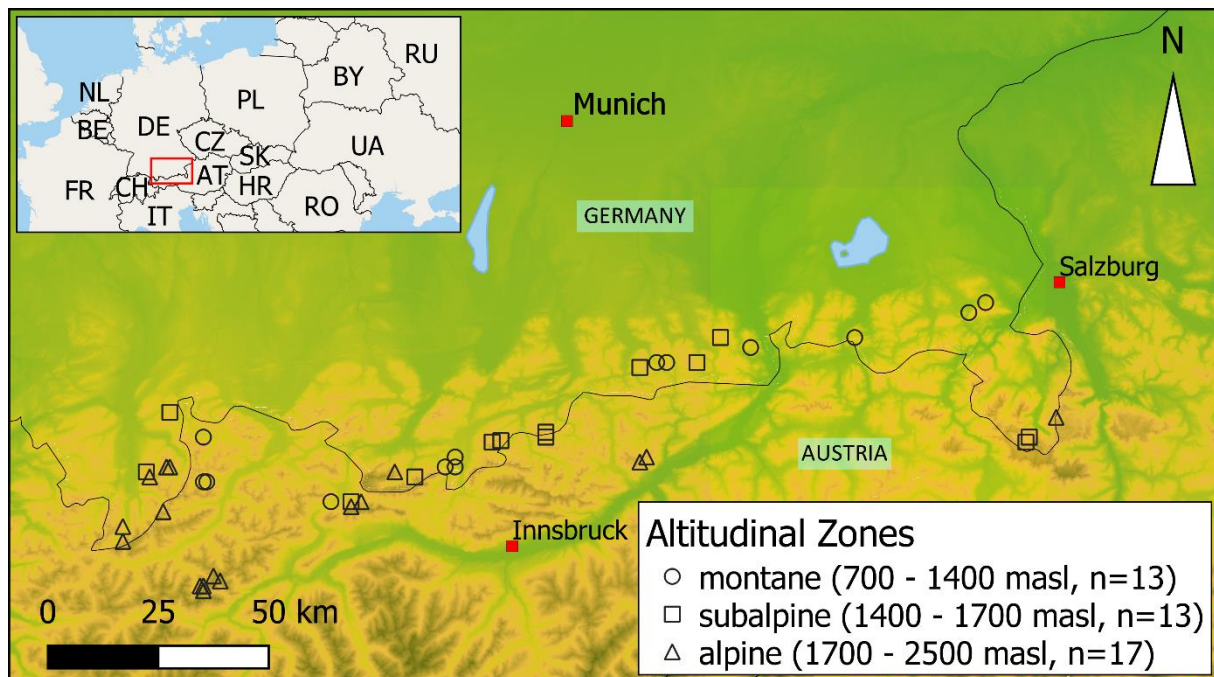 RU
BY
NL
PL
BE
DE
CZ
UA
SK
FR
CH
AT
HR
IT
RO
N
Munich
GERMANY
Salzburg
AUSTRIA
Innsbruck
0 25 50 km
Altitudinal Zones
montane (700 - 1400 masl, n=13)
subalpine (1400 - 1700 masl, n=13)
alpine (1700 - 2500 masl, n=17)